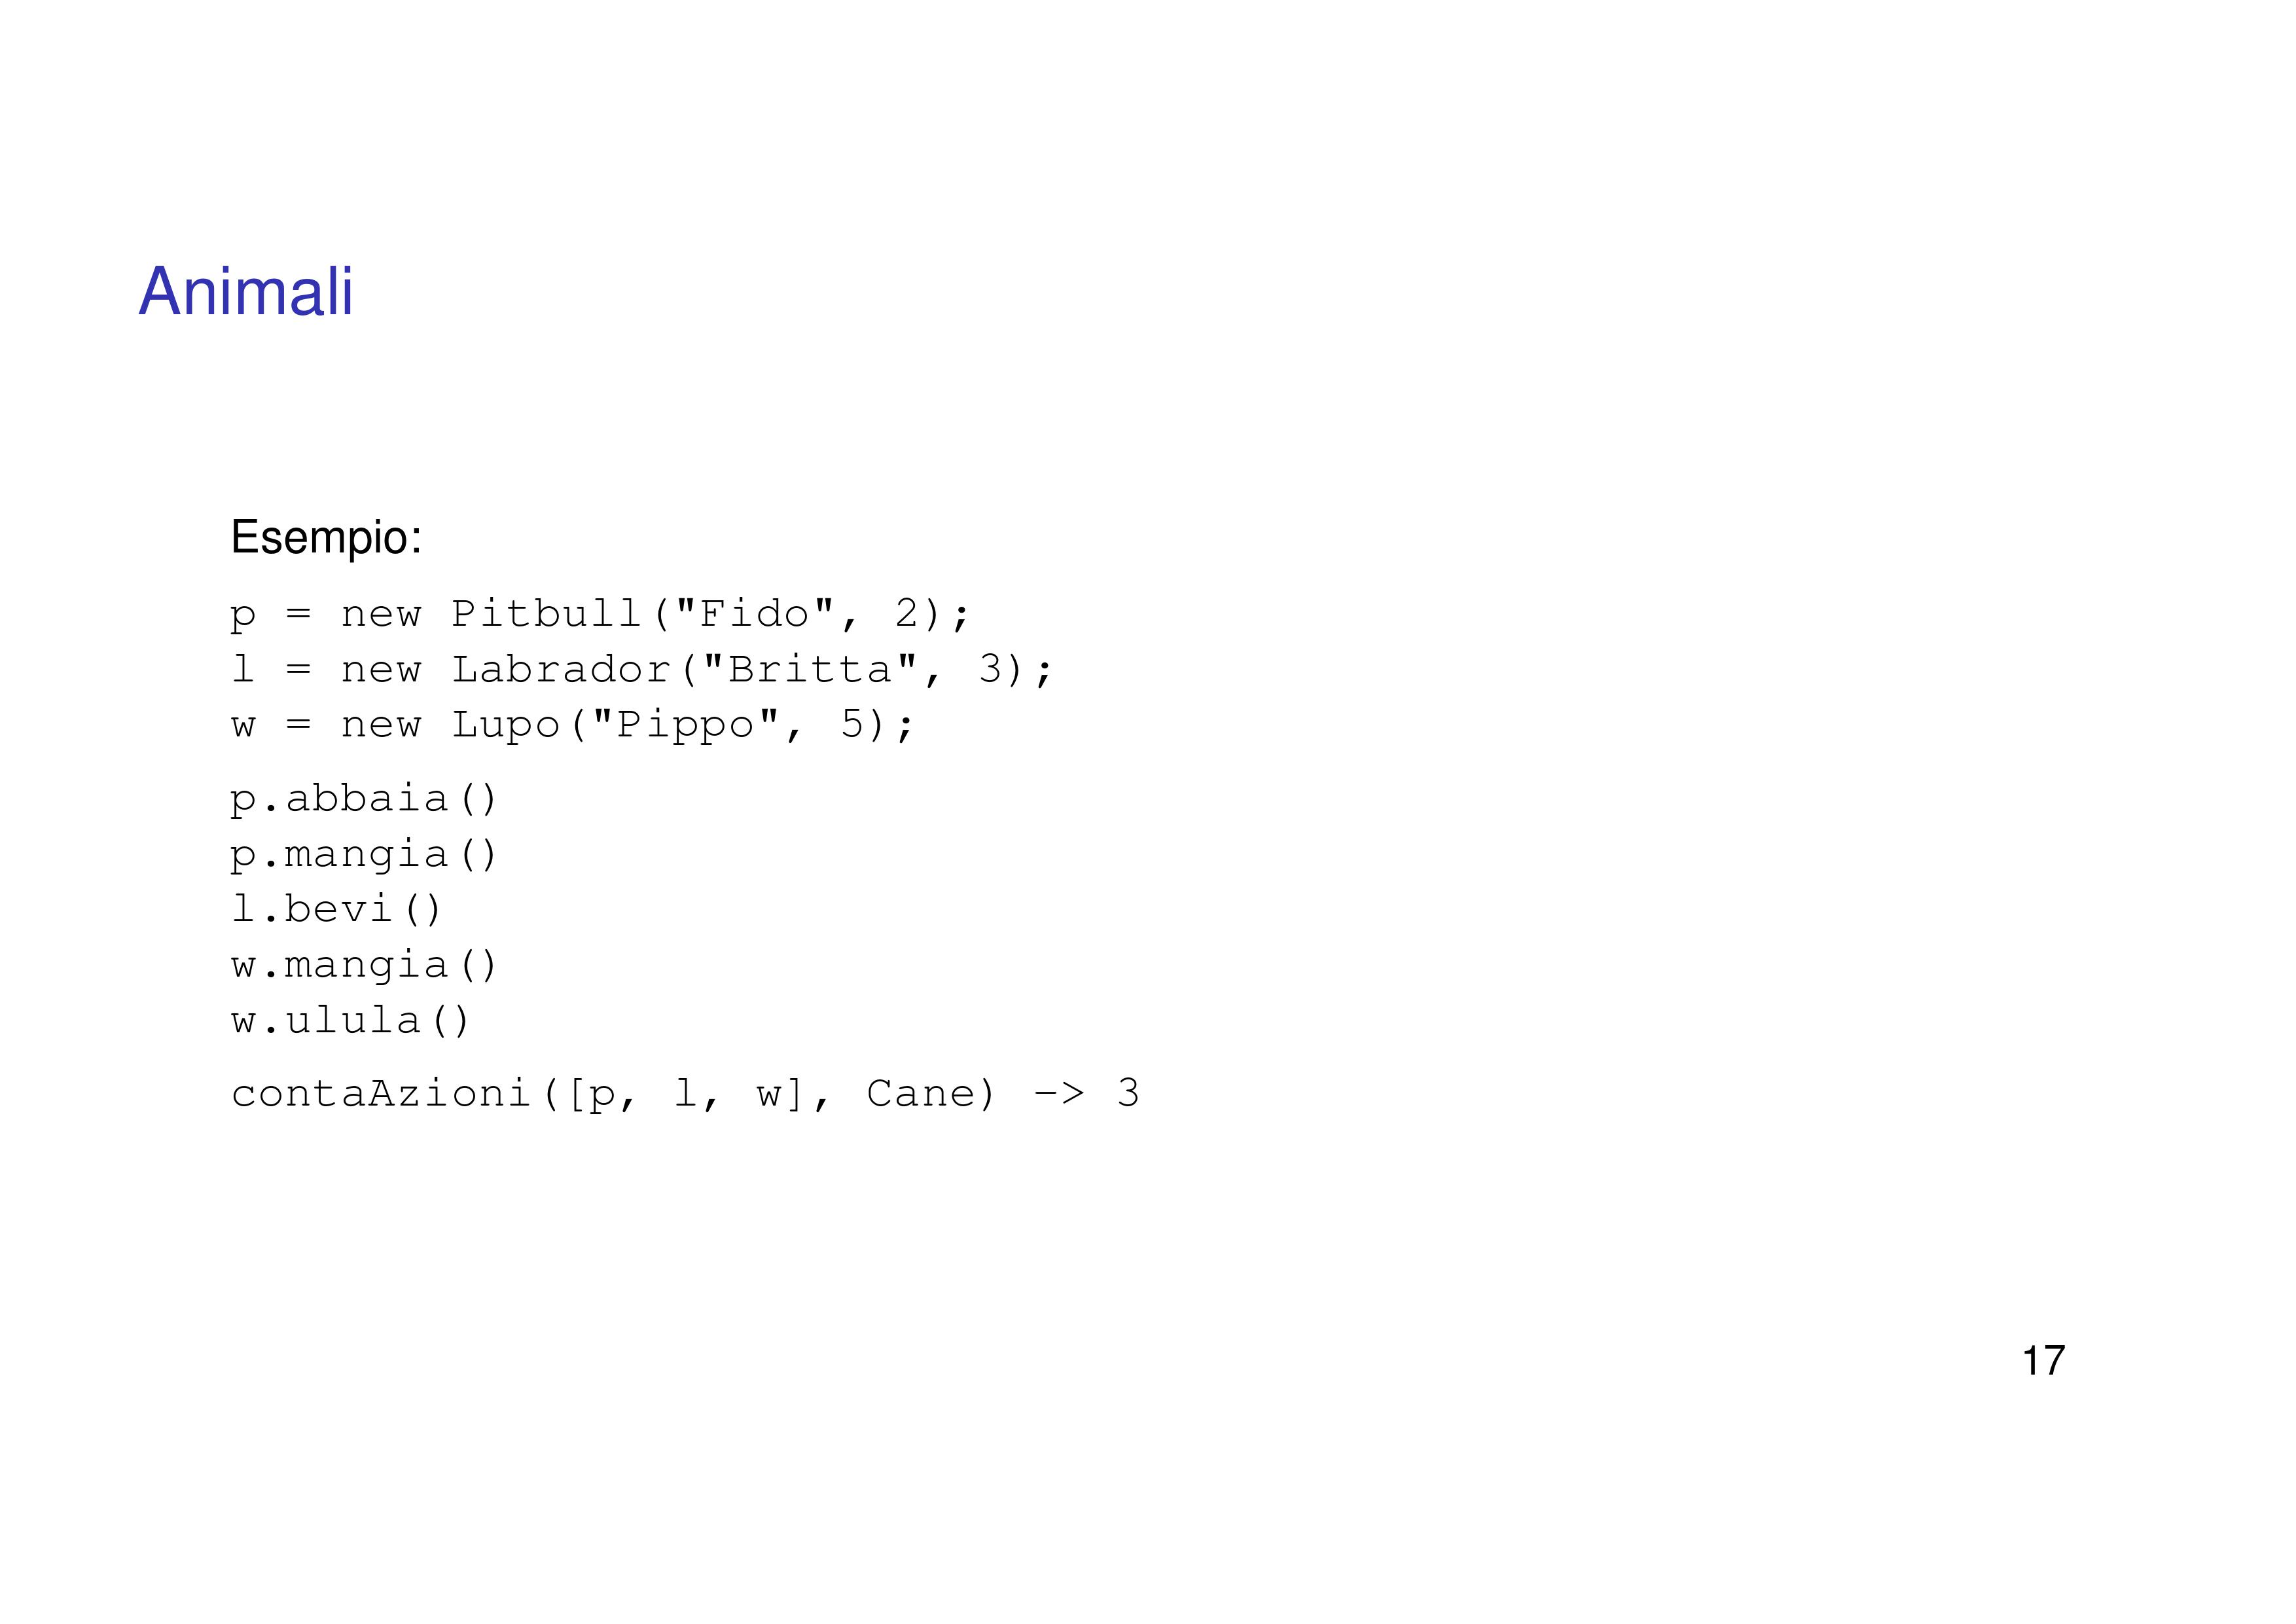 Animali
Esempio:
p = new Pitbull("Fido", 2);
l = new Labrador("Britta", 3);
w = new Lupo("Pippo", 5);
p.abbaia()
p.mangia()
l.bevi()
w.mangia()
w.ulula()
contaAzioni([p, l, w], Cane) -> 3
17